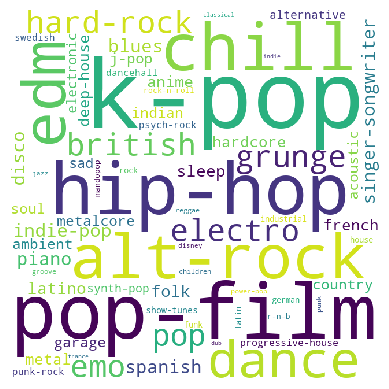 classical
hard-rock
alternative
swedish
blues
chill
indie
electronic
j-pop
edm
deep-house
dancehall
rock-n-roll
anime
k-pop
singer-songwriter
indian
psych-rock
disco
british
hardcore
acoustic
sad
sleep
grunge
jazz
mandopop
rock
hip-hop
soul
metalcore
reggae
industrial
french
indie-pop
electro
ambient
disney
house
piano
alt-rock
groove
children
power-pop
latino
synth-pop
folk
german
country
punk
pop-film
show-tunes
latin
r-n-b
garage
pop
funk
progressive-house
metal
dub
punk-rock
emo
trance
spanish
dance